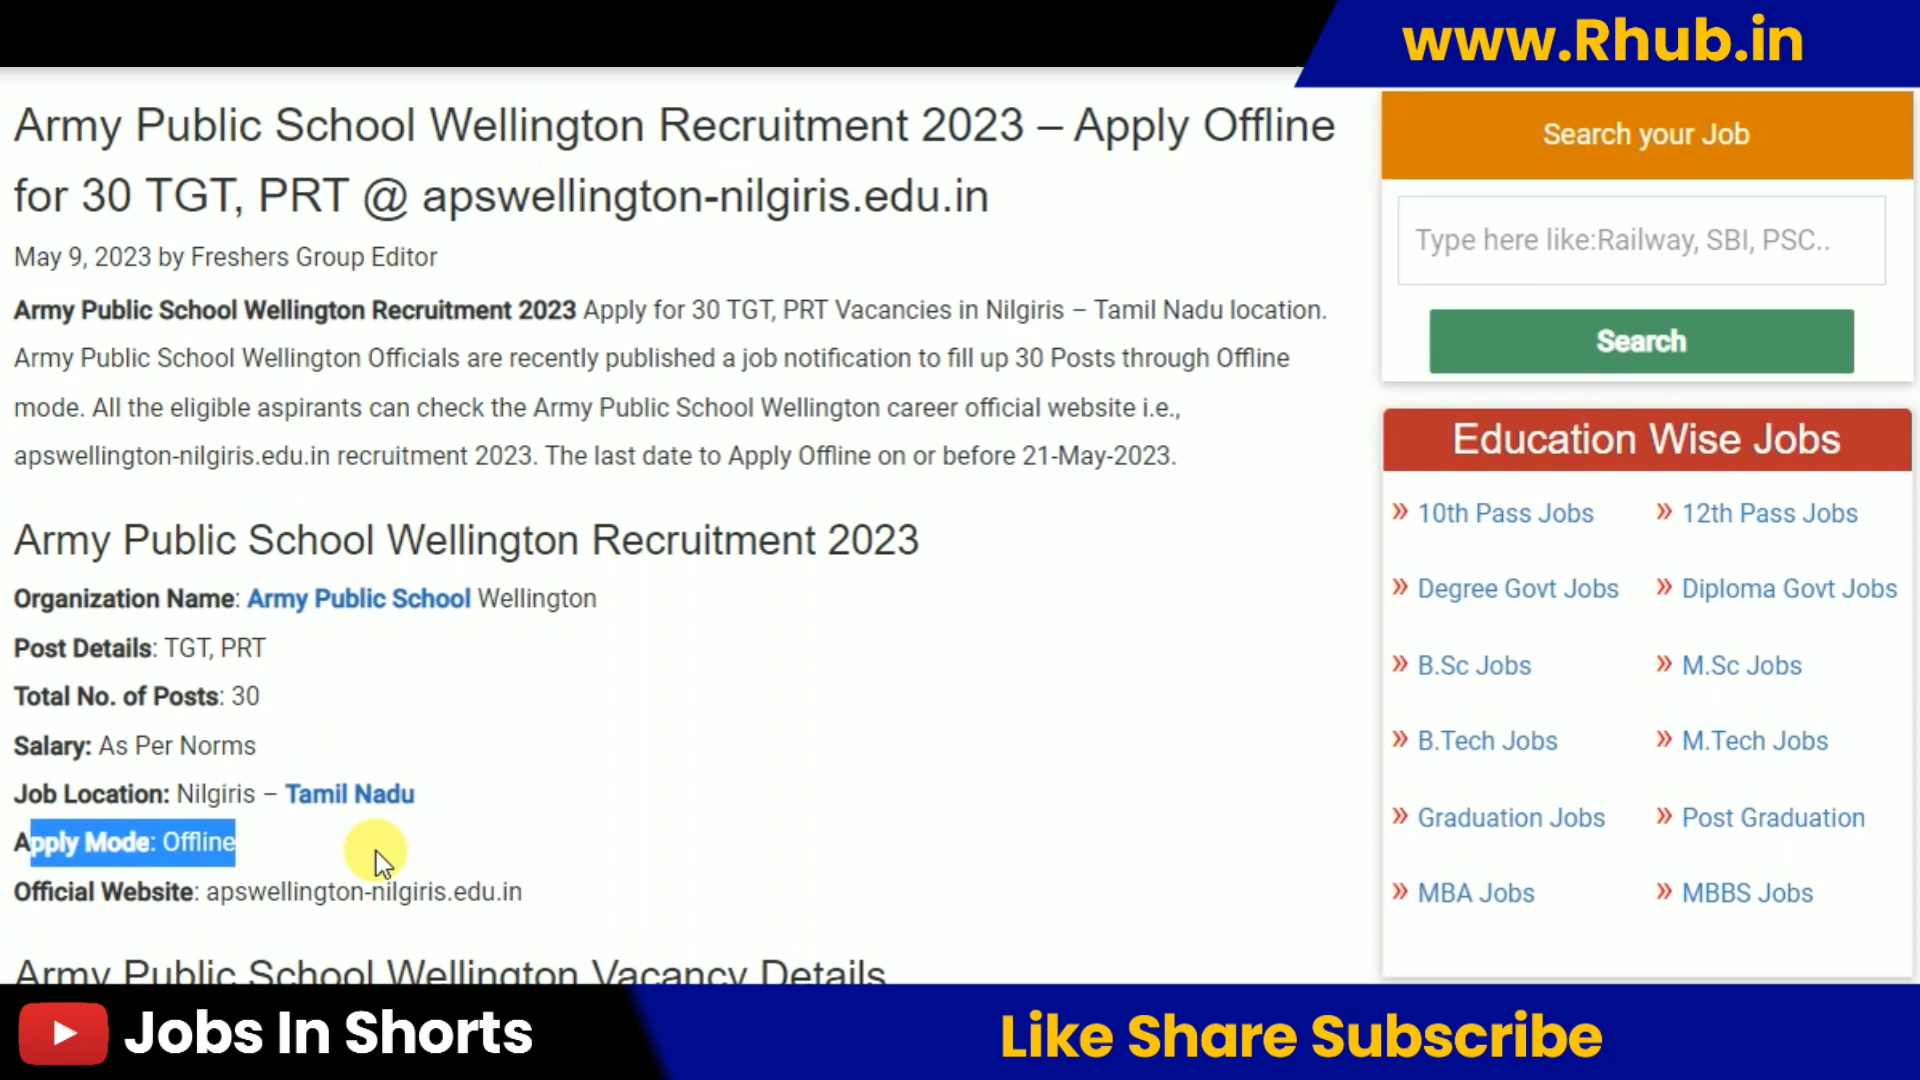 www.Rhub.in
Army Public School Wellington Recruitment 2023 – Apply Offline
for 30 TGT, PRT @ apswellington-nilgiris.edu.in
May 9, 2023 by Freshers Group Editor
Army Public School Wellington Recruitment 2023 Apply for 30 TGT, PRT Vacancies in Nilgiris – Tamil Nadu location.
Army Public School Wellington Officials are recently published a job notification to fill up 30 Posts through Offline
mode. All the eligible aspirants can check the Army Public School Wellington career official website i.e.,
apswellington-nilgiris.edu.in recruitment 2023. The last date to Apply Offline on or before 21-May-2023.
Army Public School Wellington Recruitment 2023
Organization Name: Army Public School Wellington
Post Details: TGT, PRT
Total No. of Posts: 30
Salary: As Per Norms
Job Location: Nilgiris – Tamil Nadu
Apply Mode: Offline
Official Website: apswellington-nilgiris.edu.in
Army Public School Wellington Vacancy Details
Search your Job
Type here like:Railway, SBI, PSC..
Search
Education Wise Jobs
» 10th Pass Jobs » 12th Pass Jobs
» Degree Govt Jobs » Diploma Govt Jobs
» B.Sc Jobs » M.Sc Jobs
» B.Tech Jobs » M.Tech Jobs
» Graduation Jobs » Post Graduation
» MBA Jobs » MBBS Jobs
Jobs In Shorts
Like Share Subscribe